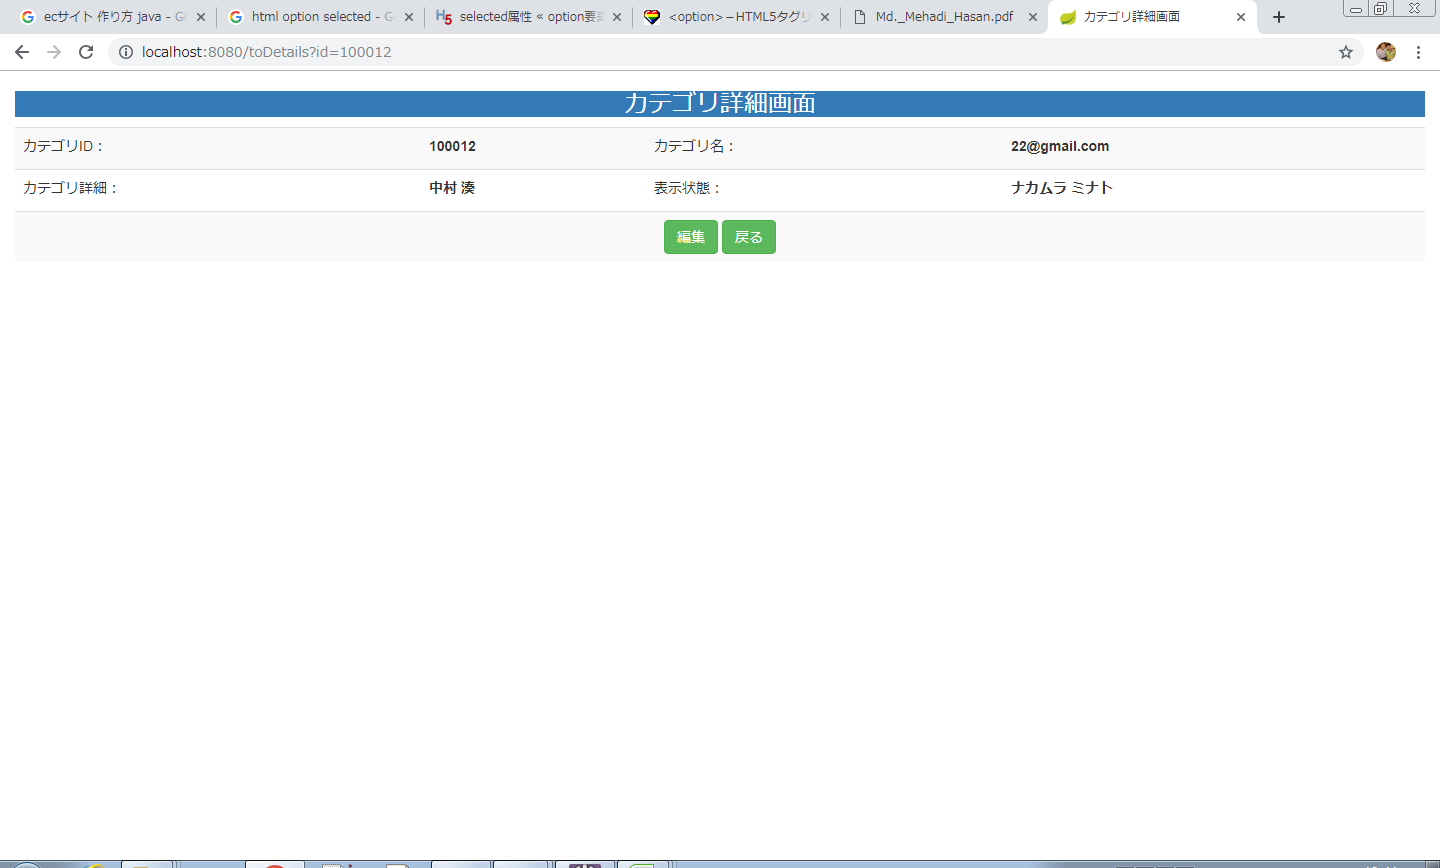 ecサイト 作り方 java - G
html option selected - G
selected属性 « option要素
<option>－HTML5タグリ
Md._Mehadi_Hasan.pdf
カテゴリ詳細画面
localhost:8080/toDetails?id=100012
カテゴリ詳細画面
カテゴリID： 100012 カテゴリ名： 22@gmail.com
カテゴリ詳細： 中村 湊 表示状態： ナカムラ ミナト
編集 戻る